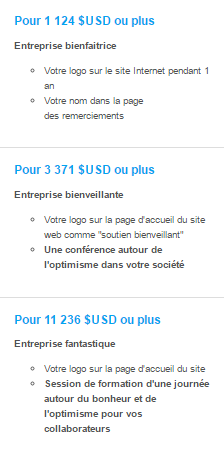 Pour 1 124 $USD ou plus
Entreprise bienfaitrice
Votre logo sur le site Internet pendant 1
an
Votre nom dans la page
des remerciements
Pour 3 371 $USD ou plus
Entreprise bienveillante
Votre logo sur la page d'accueil du site
web comme "soutien bienveillant"
Une conférence autour de
l'optimisme dans votre société
Pour 11 236 $USD ou plus
Entreprise fantastique
Votre logo sur la page d'accueil du site
Session de formation d'une journée
autour du bonheur et de
l'optimisme pour vos
collaborateurs